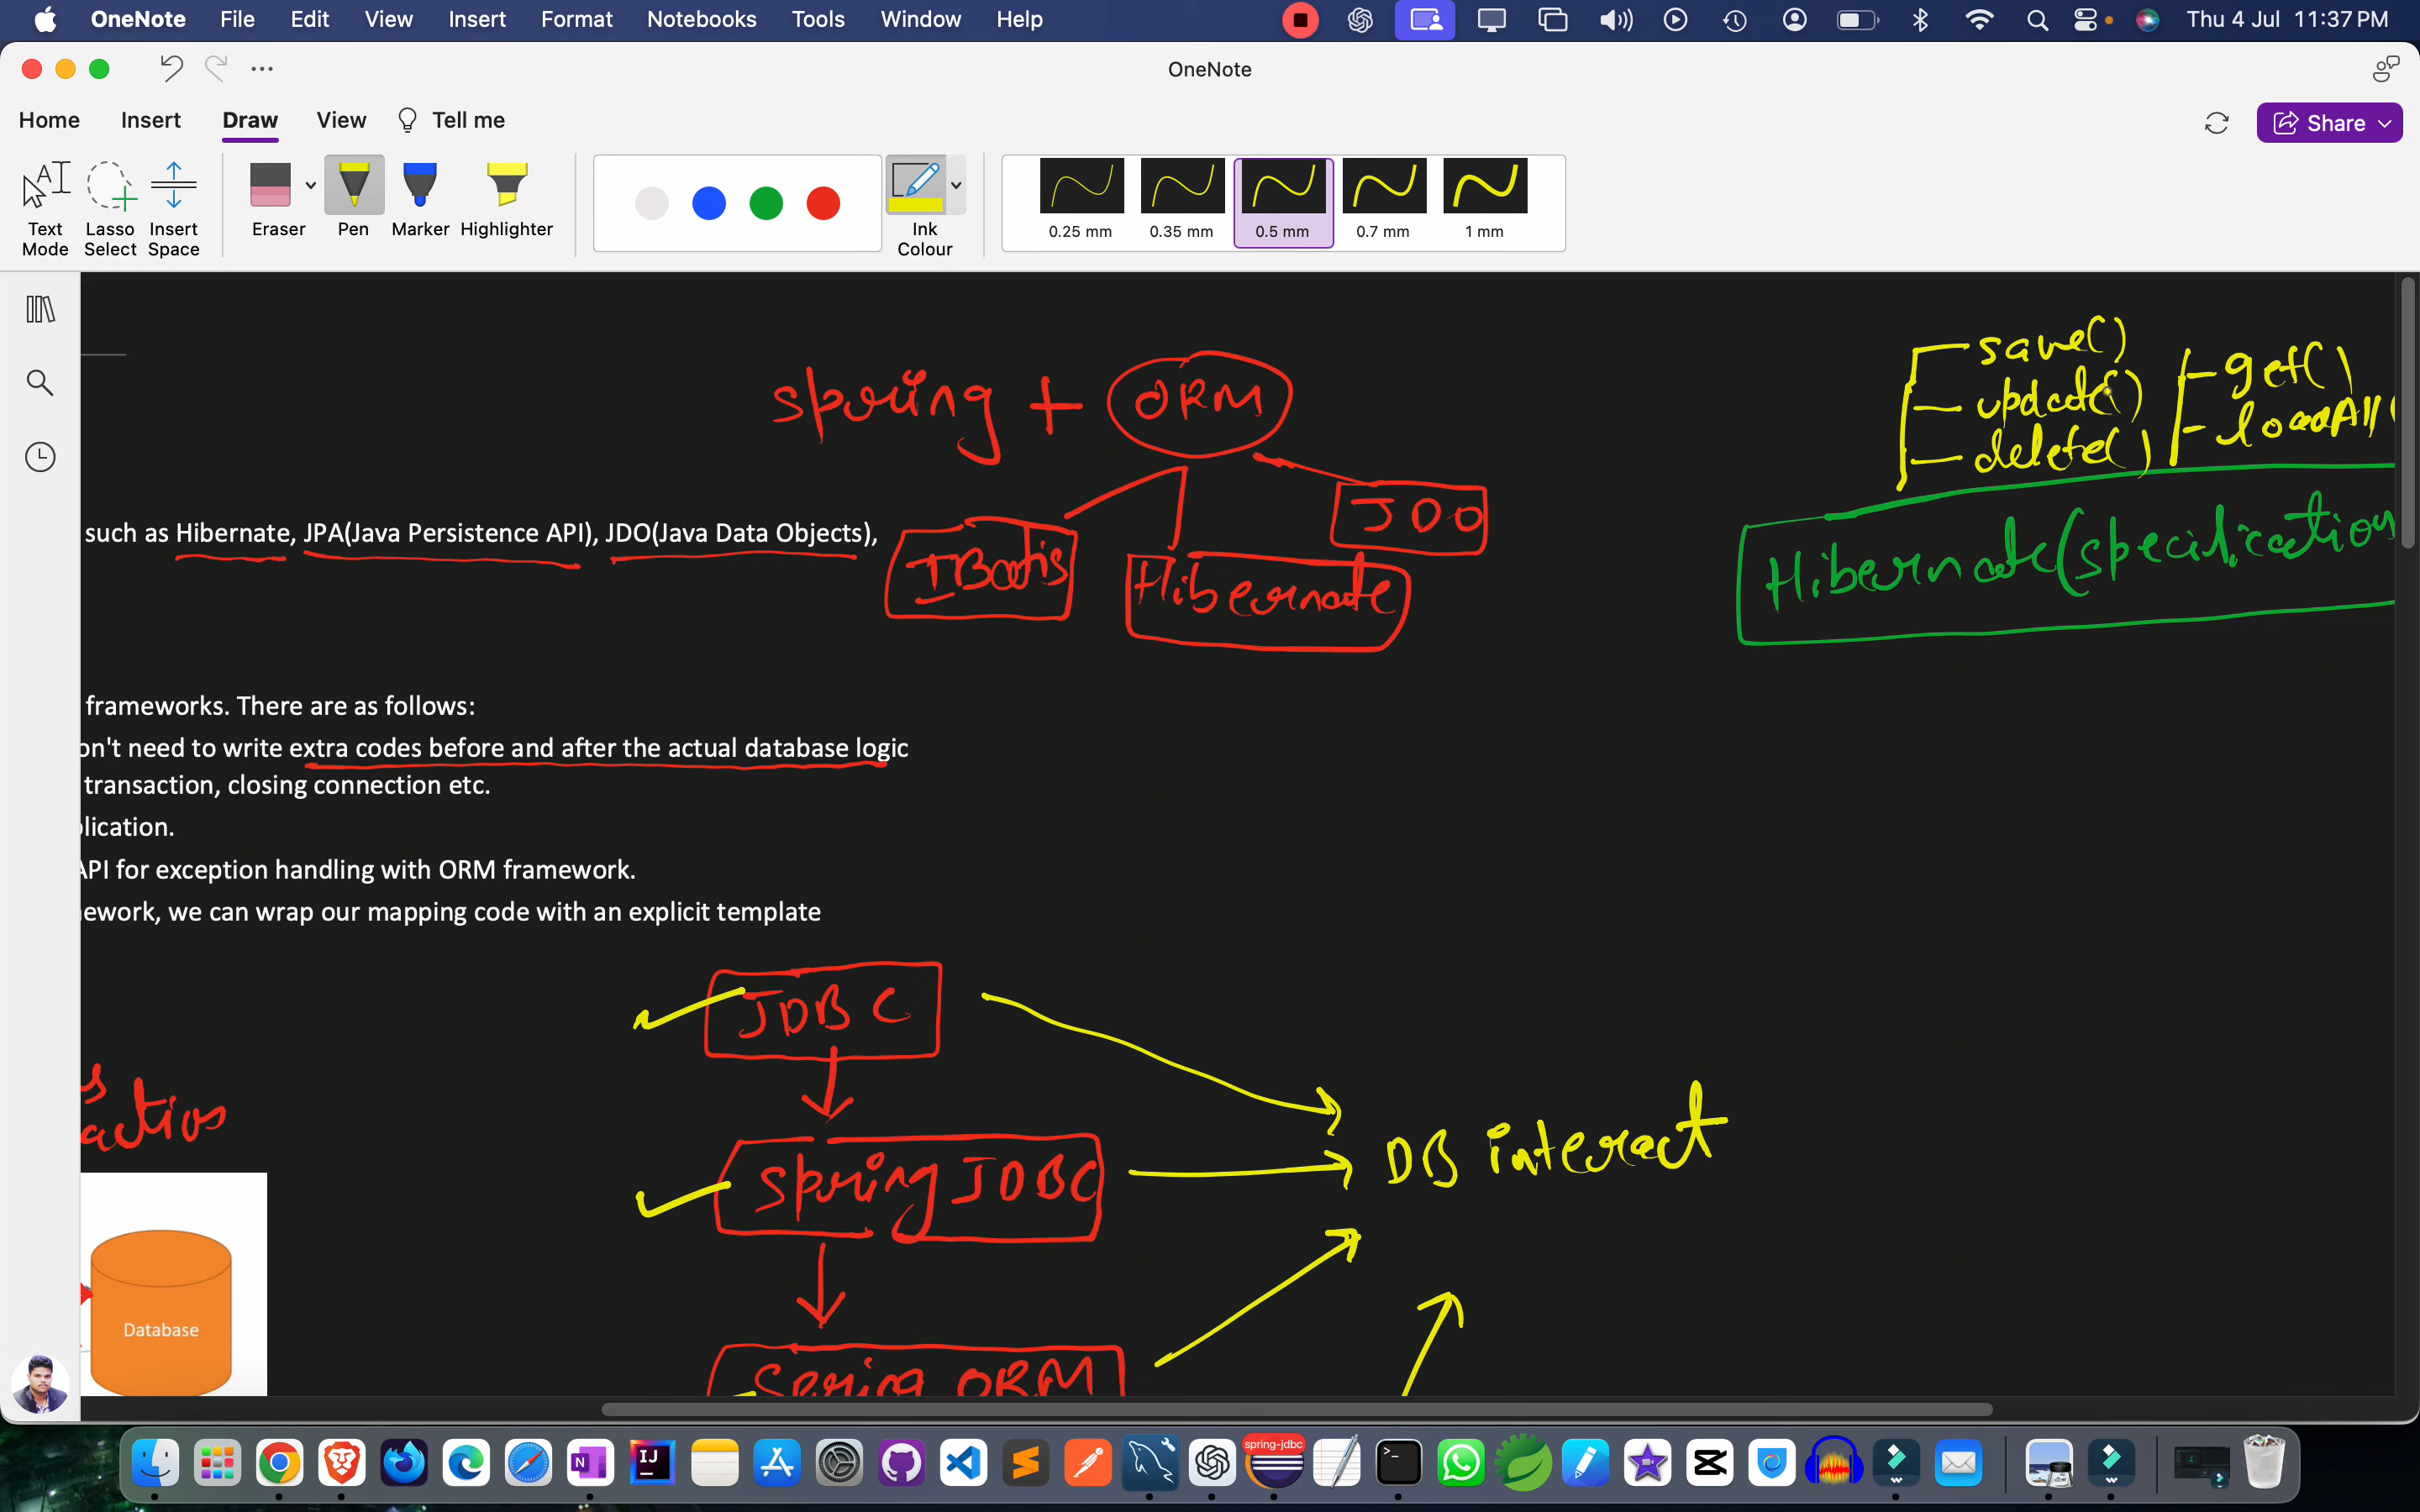 OneNote File Edit View Insert Format Notebooks Tools Window Help Thu 4 Jul 11:37 PM
OneNote
Home Insert Draw View Tell me Share
Text Mode
Lasso Select
Insert Space
Eraser Pen Marker Highlighter
Ink Colour
0.25 mm 0.35 mm 0.5 mm 0.7 mm 1 mm
save()
update()
delete()
get()
loadAll(
spring + ORM
JDO
such as Hibernate, JPA(Java Persistence API), JDO(Java Data Objects),
IBatis
Hibernate
Hibernate(specification
frameworks. There are as follows:
on't need to write extra codes before and after the actual database logic
transaction, closing connection etc.
lication.
API for exception handling with ORM framework.
ework, we can wrap our mapping code with an explicit template
JDBC
s
actios
DB interact
spring JDBC
Database
Spring ORM
spring-jdbc